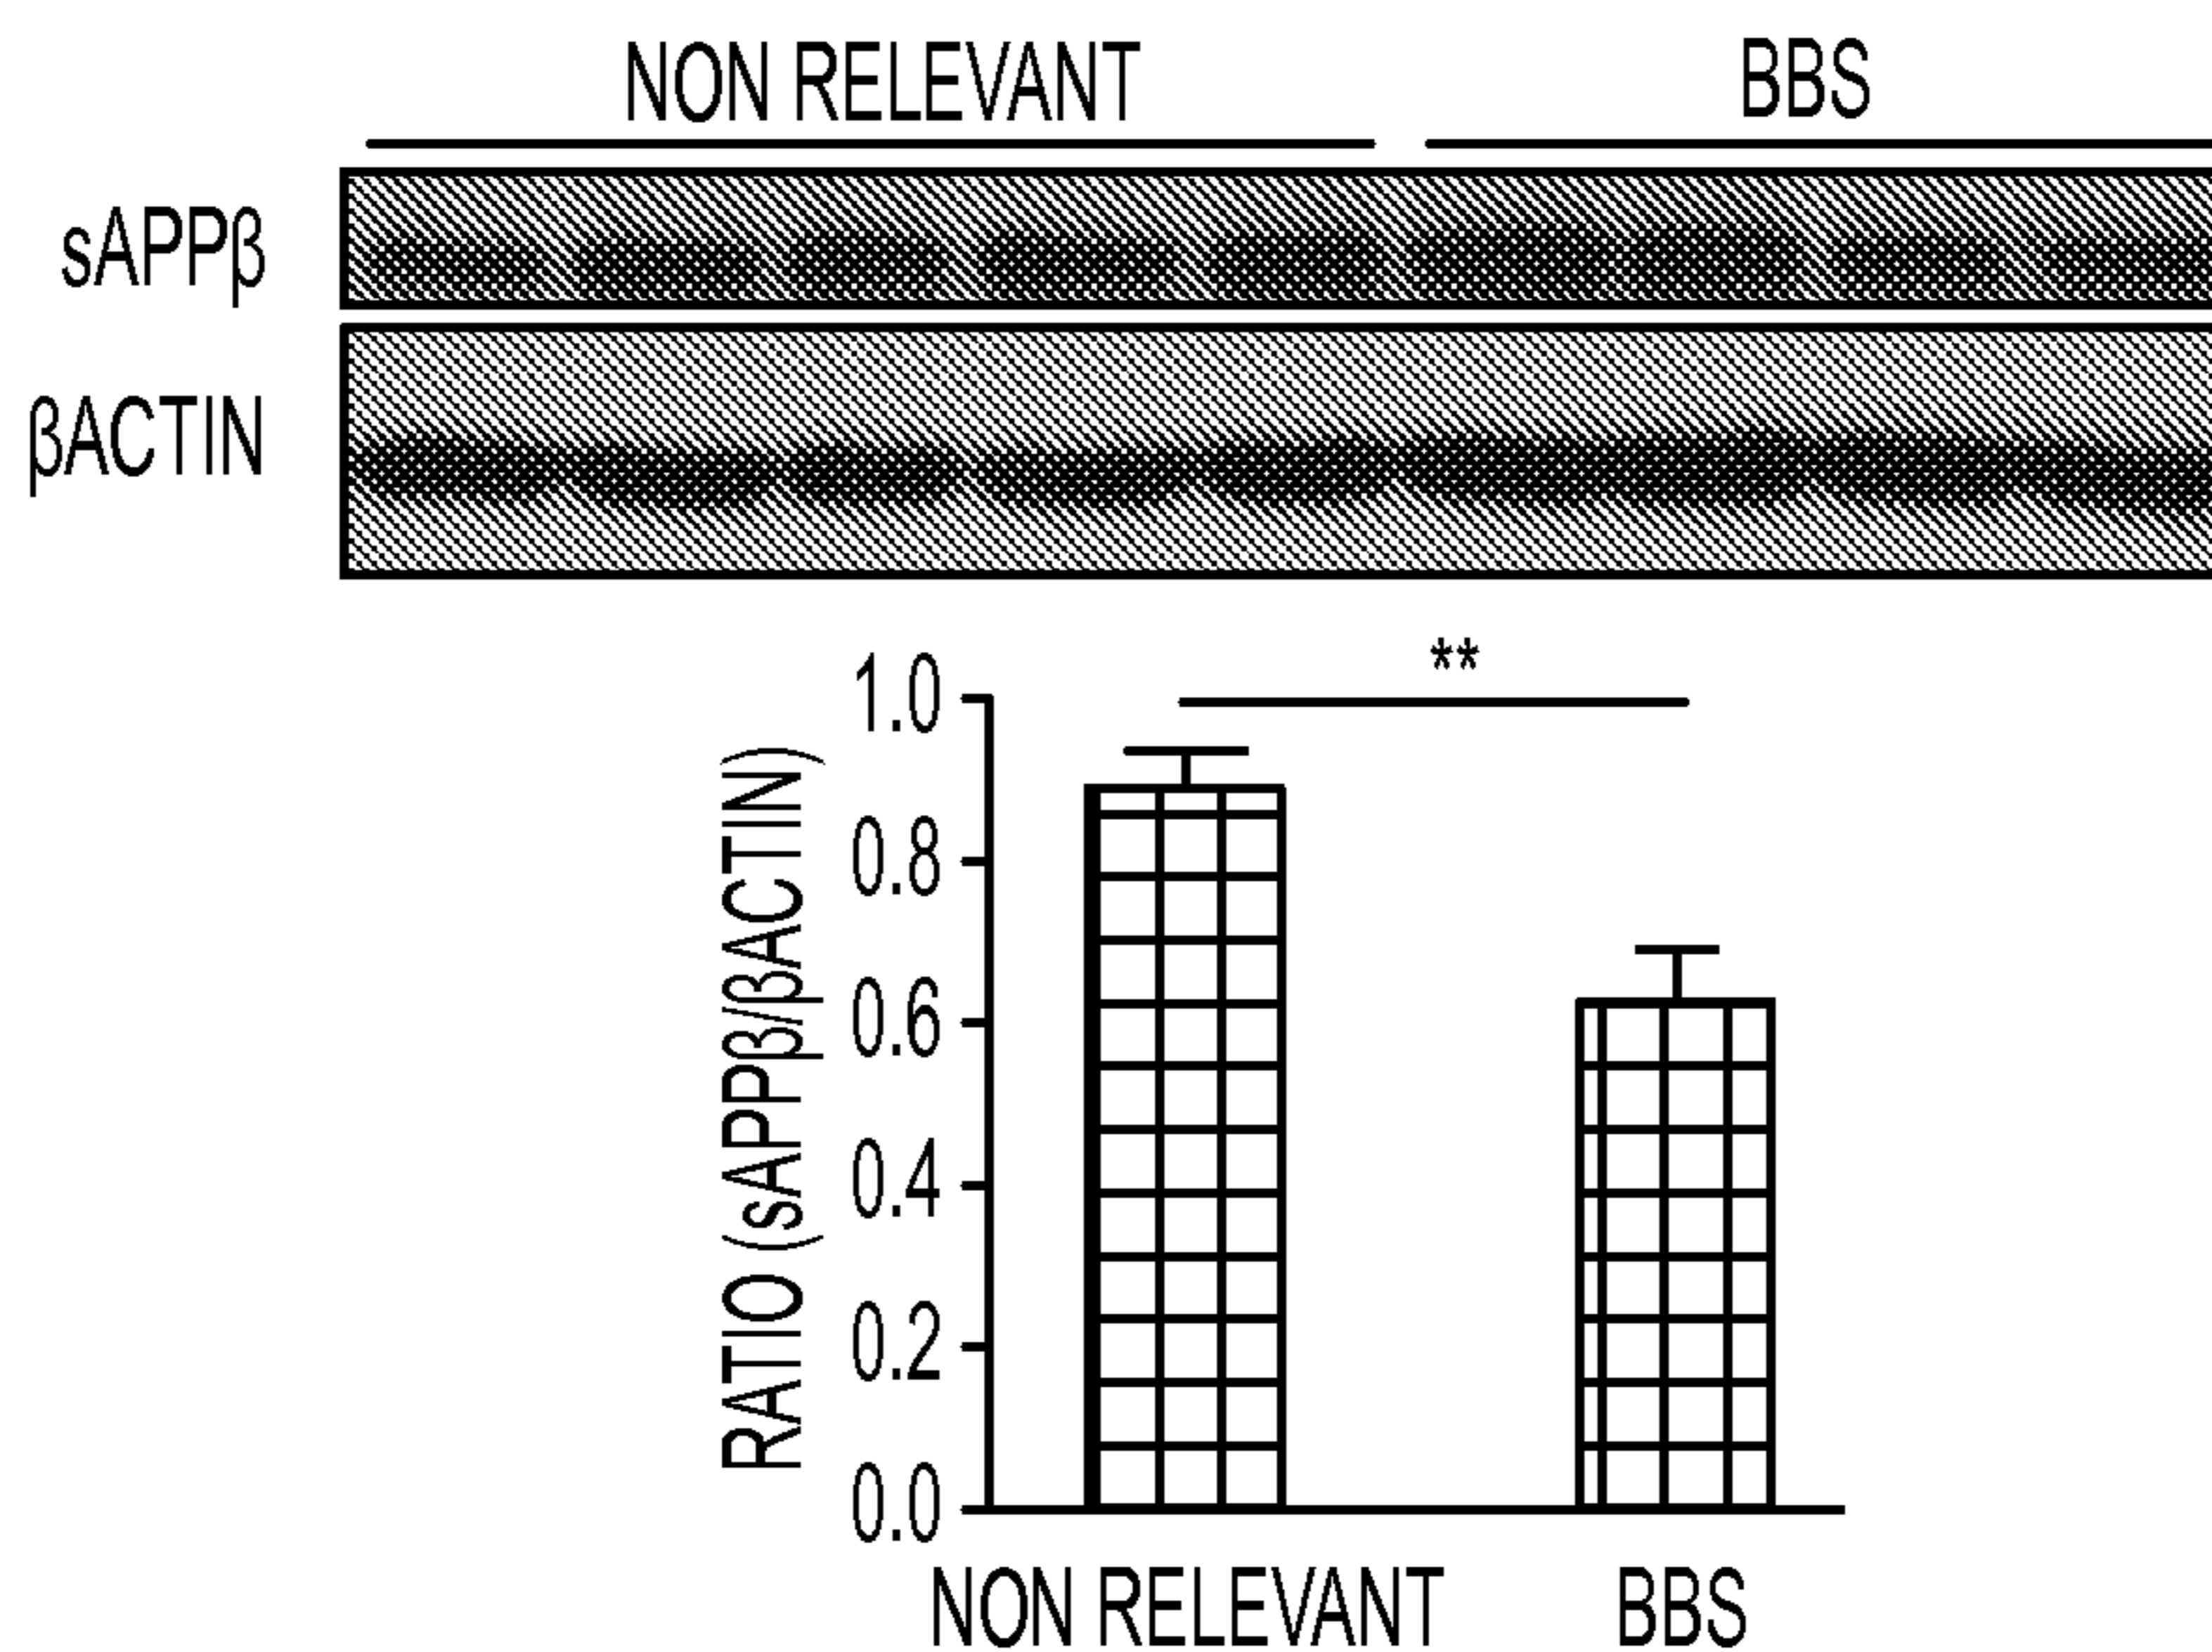 NON RELEVANT BBS
sAPPβ
βACTIN
**
1.0
0.8
0.6
0.4
0.2
0.0
RATIO (sAPPβ/βACTIN)
NON RELEVANT BBS